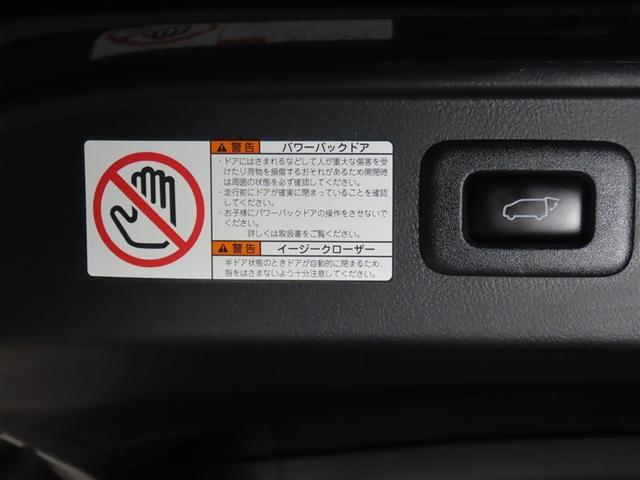 警告 パワーバックドア
・ドアにはさまれるなどして人が重大な傷害を受
けたり荷物を損傷するおそれがあるため開閉時
は周囲の状態を必ず確認してください。
・走行前にドアが確実に閉まっていることを確認
してください。
・お子様にパワーバックドアの操作をさせないで
ください。
詳しくは取扱書をご覧ください。
警告 イージークローザー
半ドア状態のときドアが自動的に閉まるため、
指をはさまないよう十分注意してください。